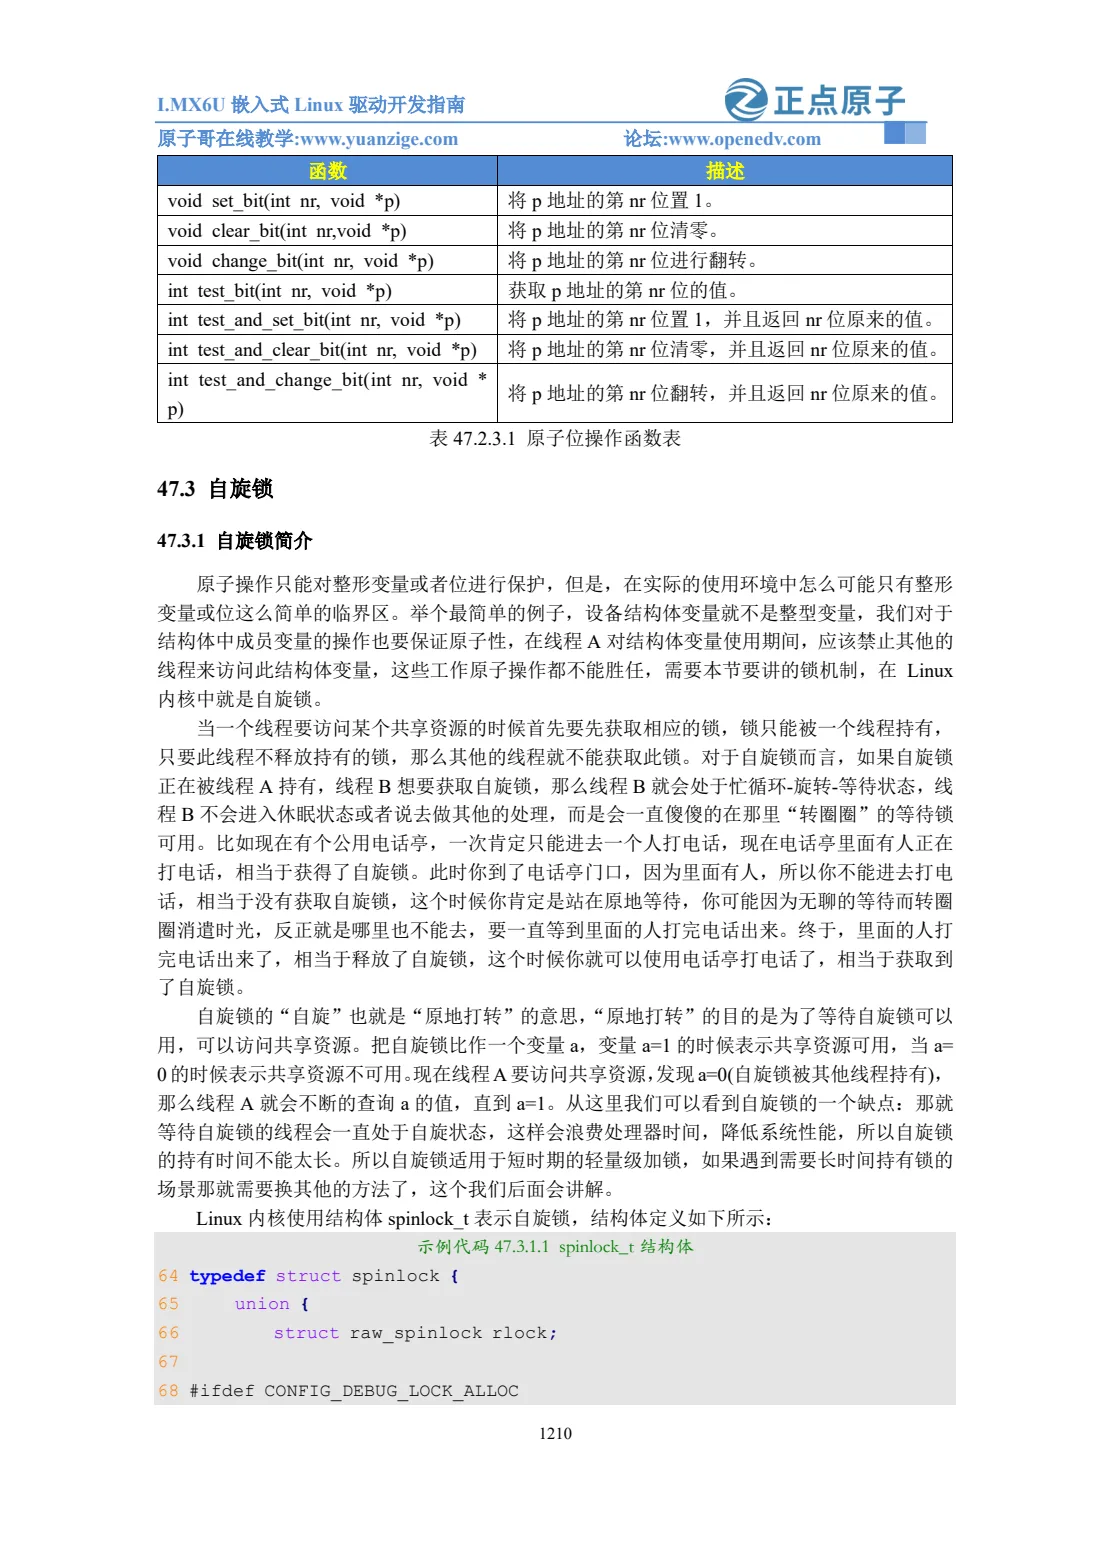 I.MX6U 嵌入式 Linux 驱动开发指南
正点原子
原子哥在线教学:www.yuanzige.com 论坛:www.openedv.com
函数 描述
void set_bit(int nr, void *p) 将 p 地址的第 nr 位置 1。
void clear_bit(int nr,void *p) 将 p 地址的第 nr 位清零。
void change_bit(int nr, void *p) 将 p 地址的第 nr 位进行翻转。
int test_bit(int nr, void *p) 获取 p 地址的第 nr 位的值。
int test_and_set_bit(int nr, void *p) 将 p 地址的第 nr 位置 1，并且返回 nr 位原来的值。
int test_and_clear_bit(int nr, void *p) 将 p 地址的第 nr 位清零，并且返回 nr 位原来的值。
int test_and_change_bit(int nr, void *
p) 将 p 地址的第 nr 位翻转，并且返回 nr 位原来的值。
表 47.2.3.1 原子位操作函数表
47.3 自旋锁
47.3.1 自旋锁简介
原子操作只能对整形变量或者位进行保护，但是，在实际的使用环境中怎么可能只有整形
变量或位这么简单的临界区。举个最简单的例子，设备结构体变量就不是整型变量，我们对于
结构体中成员变量的操作也要保证原子性，在线程 A 对结构体变量使用期间，应该禁止其他的
线程来访问此结构体变量，这些工作原子操作都不能胜任，需要本节要讲的锁机制，在 Linux
内核中就是自旋锁。
当一个线程要访问某个共享资源的时候首先要先获取相应的锁，锁只能被一个线程持有，
只要此线程不释放持有的锁，那么其他的线程就不能获取此锁。对于自旋锁而言，如果自旋锁
正在被线程 A 持有，线程 B 想要获取自旋锁，那么线程 B 就会处于忙循环-旋转-等待状态，线
程 B 不会进入休眠状态或者说去做其他的处理，而是会一直傻傻的在那里“转圈圈”的等待锁
可用。比如现在有个公用电话亭，一次肯定只能进去一个人打电话，现在电话亭里面有人正在
打电话，相当于获得了自旋锁。此时你到了电话亭门口，因为里面有人，所以你不能进去打电
话，相当于没有获取自旋锁，这个时候你肯定是站在原地等待，你可能因为无聊的等待而转圈
圈消遣时光，反正就是哪里也不能去，要一直等到里面的人打完电话出来。终于，里面的人打
完电话出来了，相当于释放了自旋锁，这个时候你就可以使用电话亭打电话了，相当于获取到
了自旋锁。
自旋锁的“自旋”也就是“原地打转”的意思，“原地打转”的目的是为了等待自旋锁可以
用，可以访问共享资源。把自旋锁比作一个变量 a，变量 a=1 的时候表示共享资源可用，当 a=
0 的时候表示共享资源不可用。现在线程 A 要访问共享资源，发现 a=0(自旋锁被其他线程持有)，
那么线程 A 就会不断的查询 a 的值，直到 a=1。从这里我们可以看到自旋锁的一个缺点：那就
等待自旋锁的线程会一直处于自旋状态，这样会浪费处理器时间，降低系统性能，所以自旋锁
的持有时间不能太长。所以自旋锁适用于短时期的轻量级加锁，如果遇到需要长时间持有锁的
场景那就需要换其他的方法了，这个我们后面会讲解。
Linux 内核使用结构体 spinlock_t 表示自旋锁，结构体定义如下所示：
示例代码 47.3.1.1 spinlock_t 结构体
64 typedef struct spinlock {
65 union {
66 struct raw_spinlock rlock;
67
68 #ifdef CONFIG_DEBUG_LOCK_ALLOC
1210